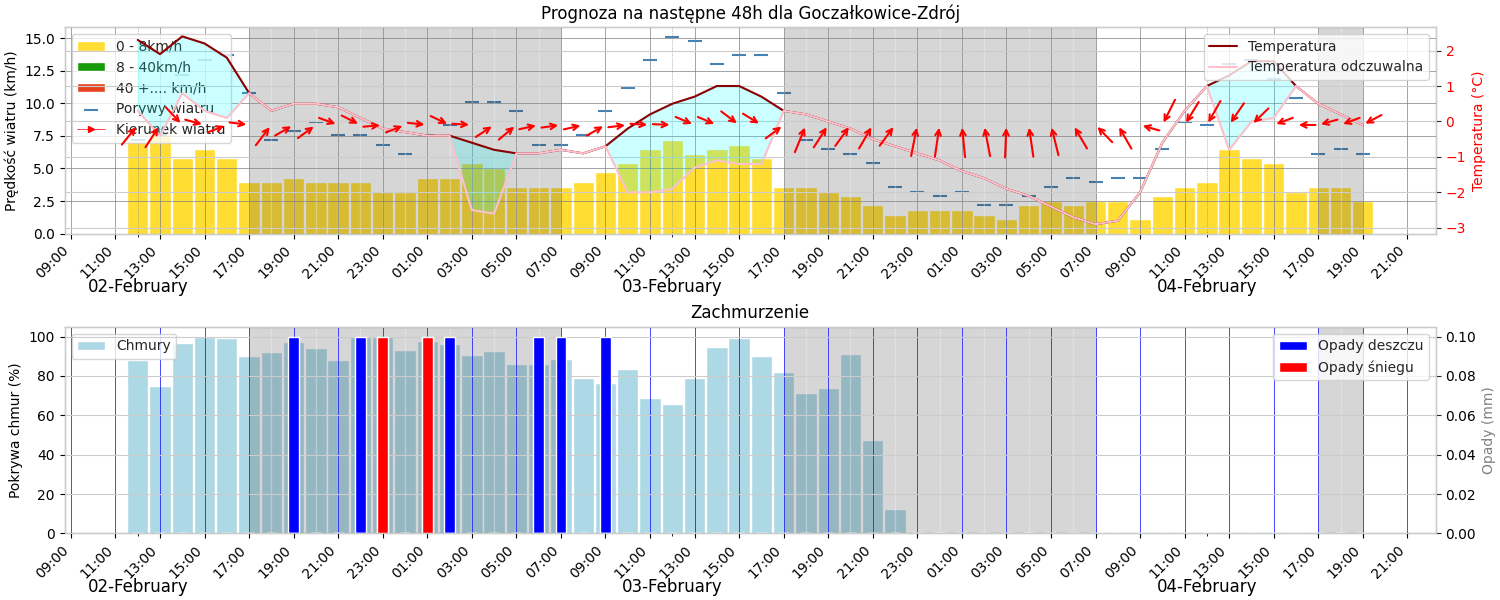 Prognoza na następne 48h dla Goczałkowice-Zdrój
Prędkość wiatru (km/h)
15.0
12.5
10.0
7.5
5.0
2.5
0.0
0 - 8km/h
8 - 40km/h
40 +.... km/h
Porywy wiatru
Kierunek wiatru
Temperatura
Temperatura odczuwalna
2
1
0
−1
−2
−3
Temperatura (°C)
09:00 11:00 13:00 15:00 17:00 19:00 21:00 23:00 01:00 03:00 05:00 07:00 09:00 11:00 13:00 15:00 17:00 19:00 21:00 23:00 01:00 03:00 05:00 07:00 09:00 11:00 13:00 15:00 17:00 19:00 21:00
02-February 03-February 04-February
Zachmurzenie
Pokrywa chmur (%)
100
80
60
40
20
0
Chmury
Opady deszczu
Opady śniegu
0.10
0.08
0.06
0.04
0.02
0.00
Opady (mm)
09:00 11:00 13:00 15:00 17:00 19:00 21:00 23:00 01:00 03:00 05:00 07:00 09:00 11:00 13:00 15:00 17:00 19:00 21:00 23:00 01:00 03:00 05:00 07:00 09:00 11:00 13:00 15:00 17:00 19:00 21:00
02-February 03-February 04-February